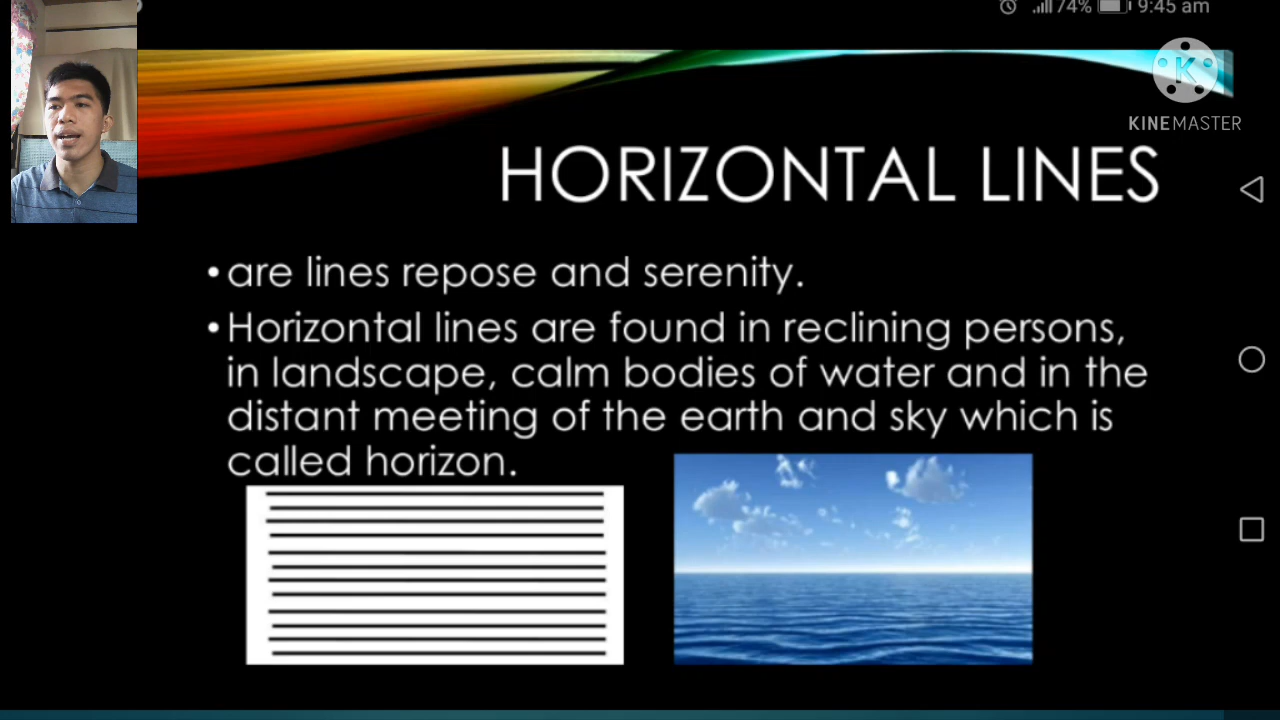 74% 9:45 am
K
KINEMASTER
HORIZONTAL LINES
• are lines repose and serenity.
• Horizontal lines are found in reclining persons,
in landscape, calm bodies of water and in the
distant meeting of the earth and sky which is
called horizon.